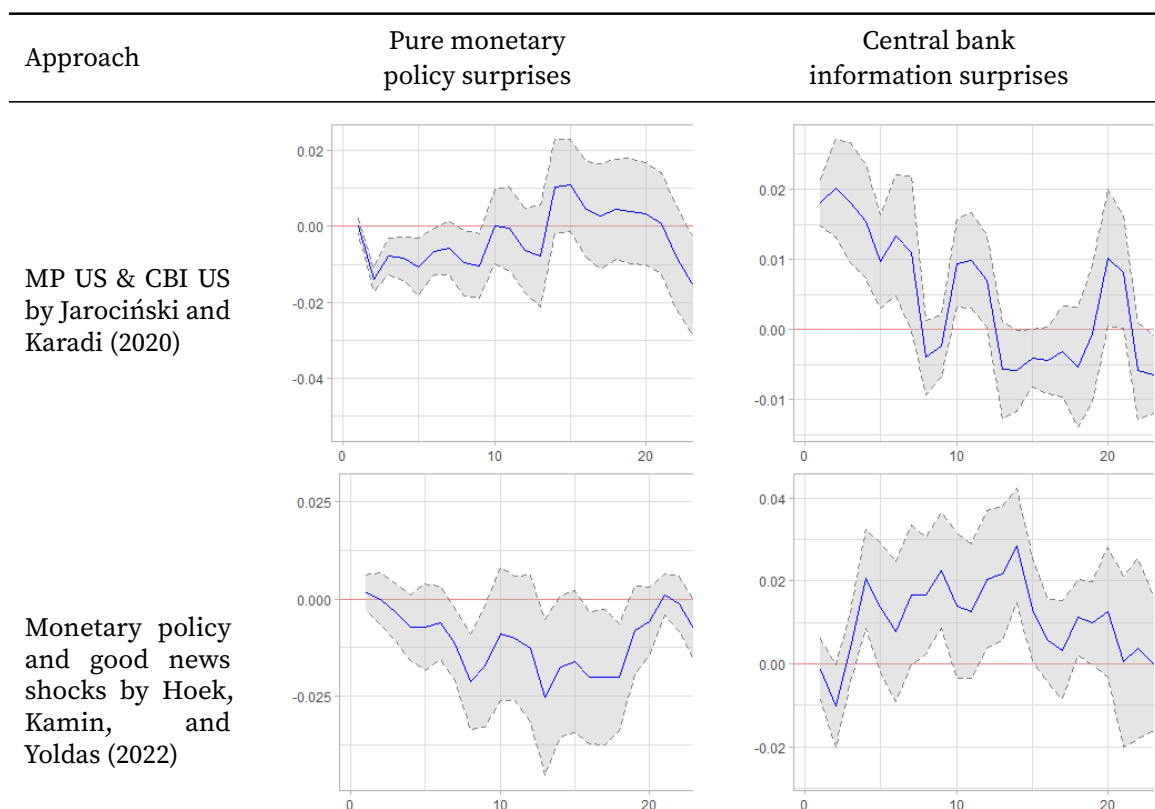 Approach
Pure monetary
policy surprises
Central bank
information surprises
MP US & CBI US
by Jarociński and
Karadi (2020)
0.02
0.00
-0.02
-0.04
0
10
20
0.02
0.01
0.00
-0.01
0
10
20
Monetary policy
and good news
shocks by Hoek,
Kamin, and
Yoldas (2022)
0.025
0.000
-0.025
0
10
20
0.04
0.02
0.00
-0.02
0
10
20